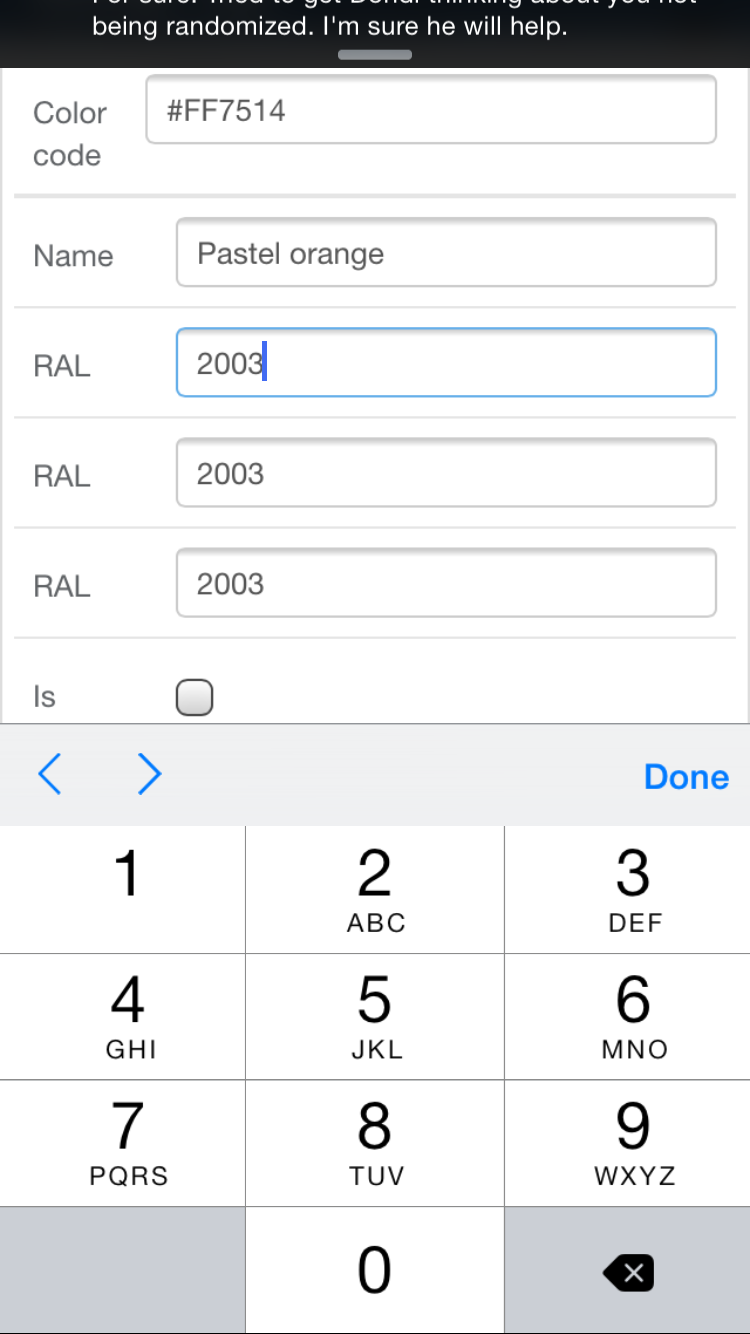 being randomized. I'm sure he will help.
Color code
#FF7514
Name
Pastel orange
RAL
2003
RAL
2003
RAL
2003
Is
Done
1
2
ABC
3
DEF
4
GHI
5
JKL
6
MNO
7
PQRS
8
TUV
9
WXYZ
0